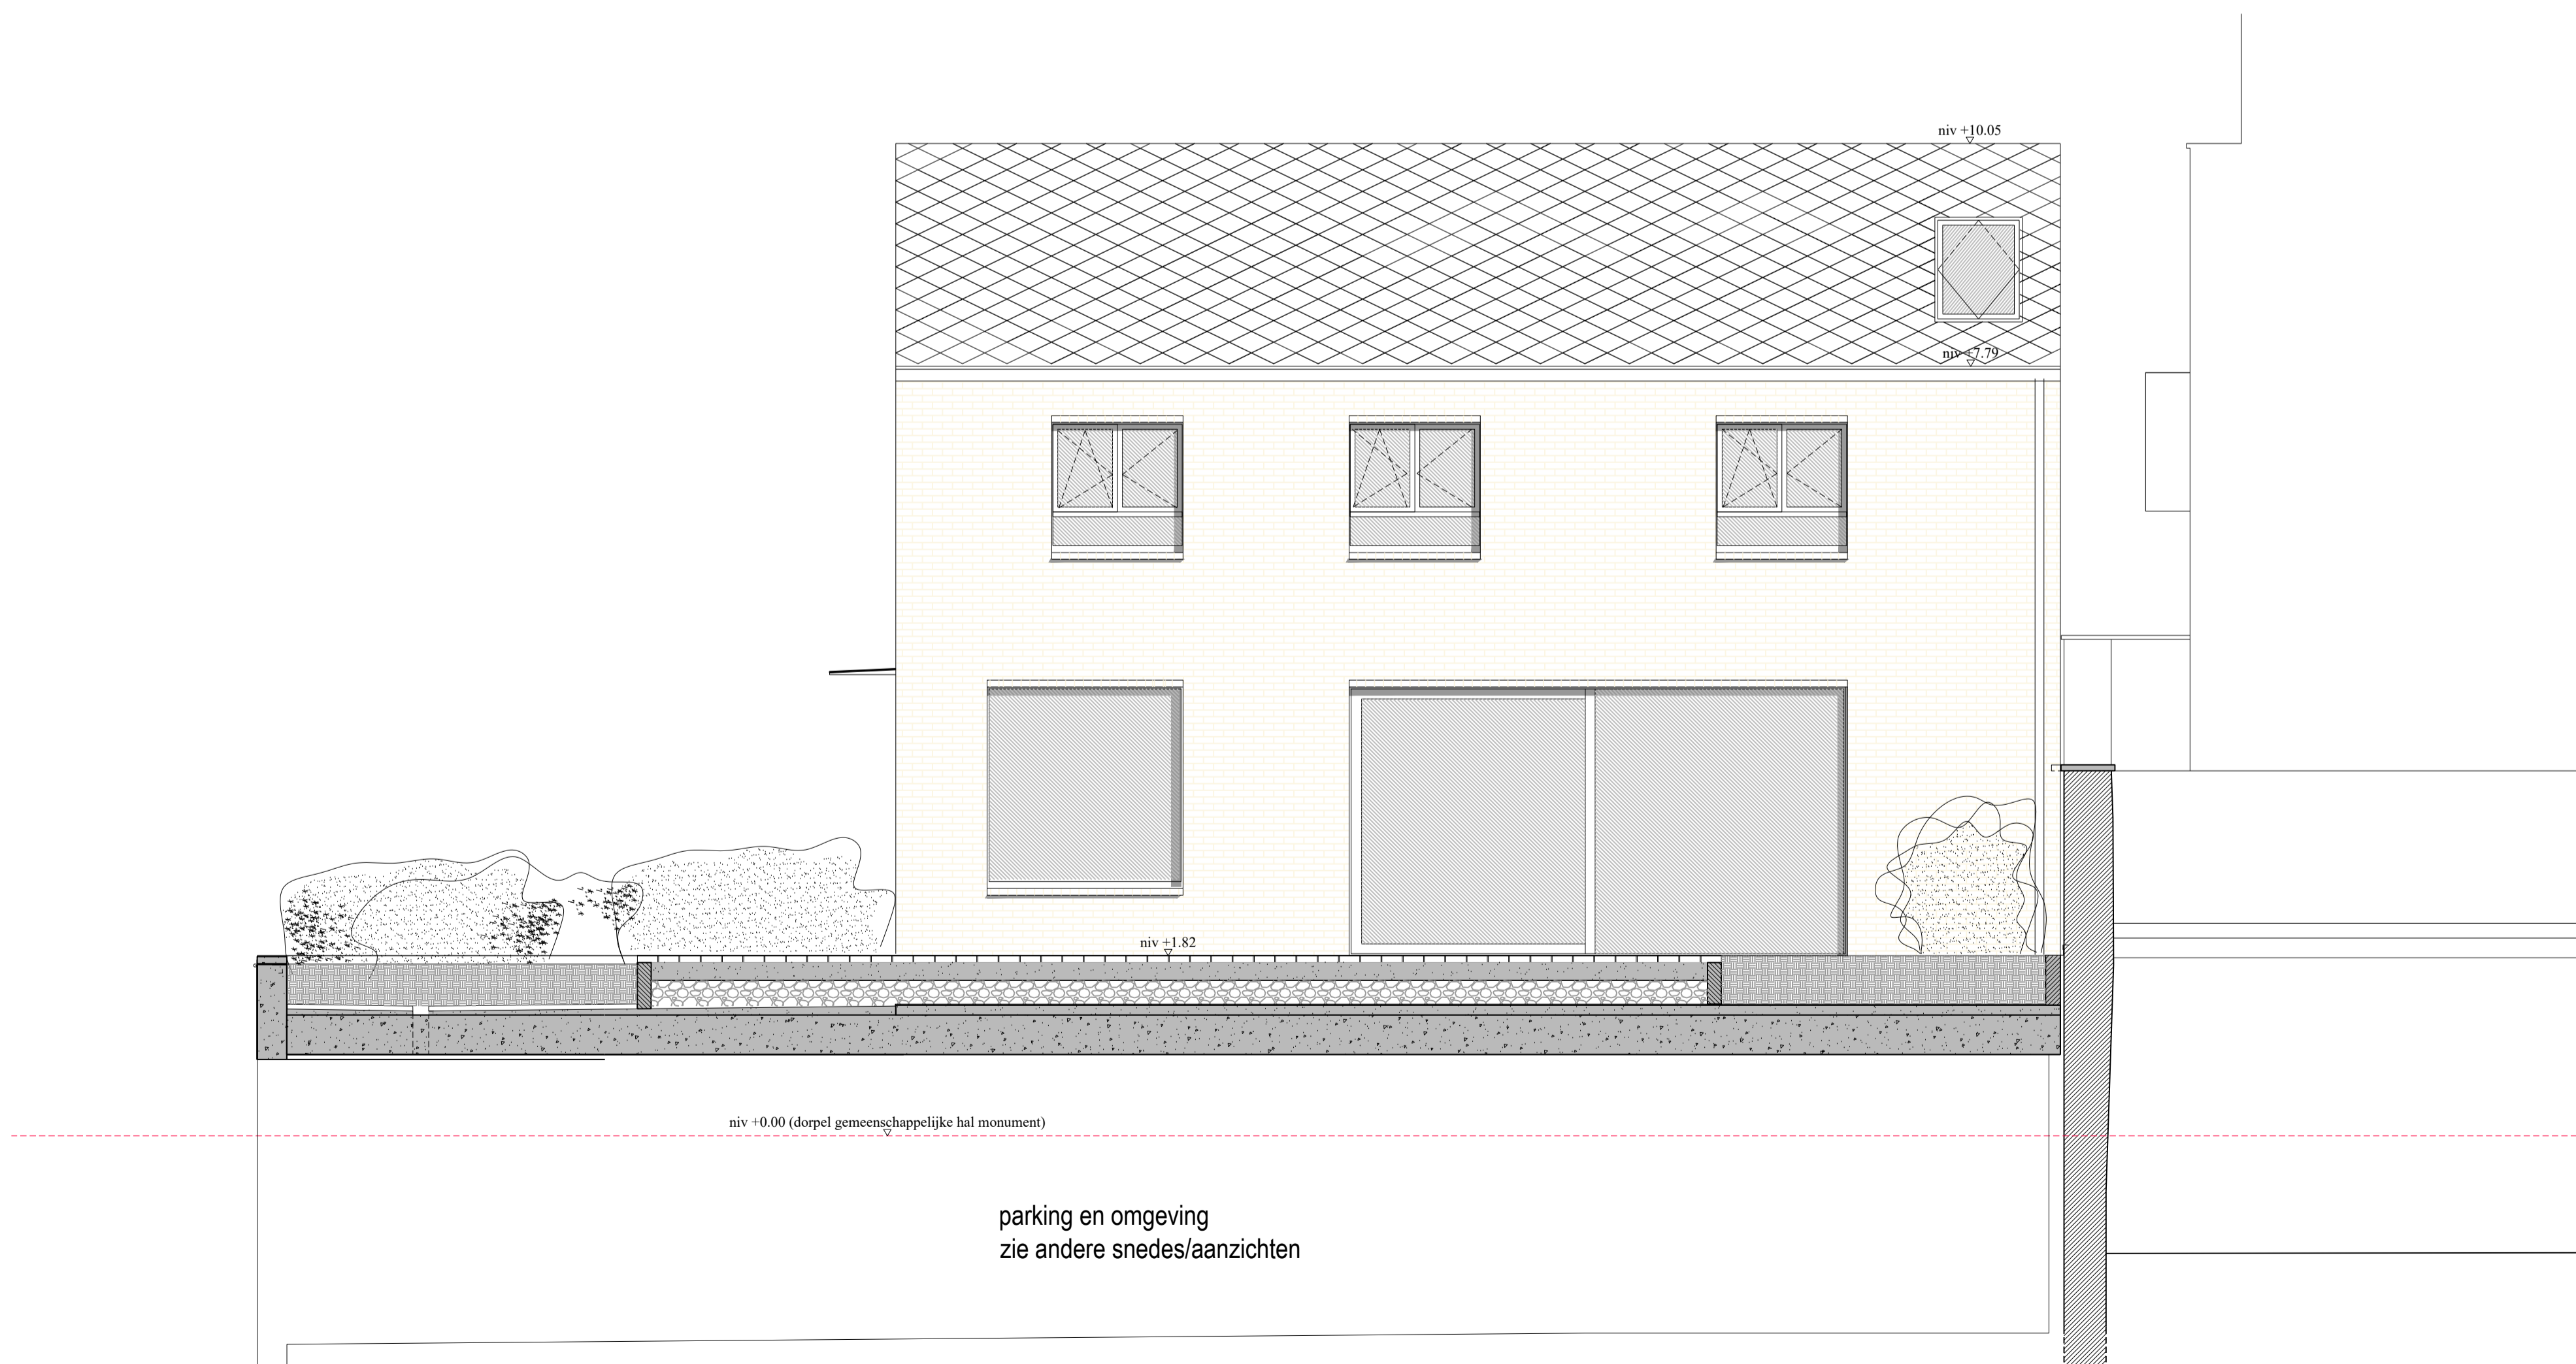 niv +10.05
niv +7.79
niv +1.82
niv +0.00 (dorpel gemeenschappelijke hal monument)
parking en omgeving
zie andere snedes/aanzichten